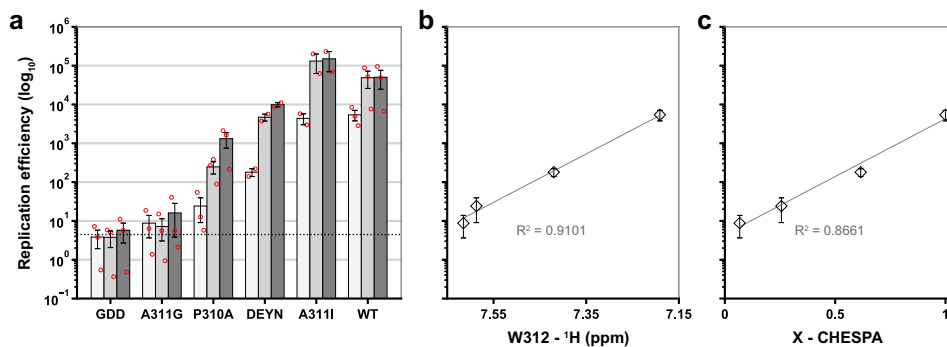 a
b
c
Replication efficiency (log₁₀)
10⁶
10⁵
10⁴
10³
10²
10¹
10⁰
10⁻¹
GDD A311G P310A DEYN A311I WT
R² = 0.9101
7.55 7.35 7.15
W312 - ¹H (ppm)
R² = 0.8661
0 0.5 1
X - CHESPA